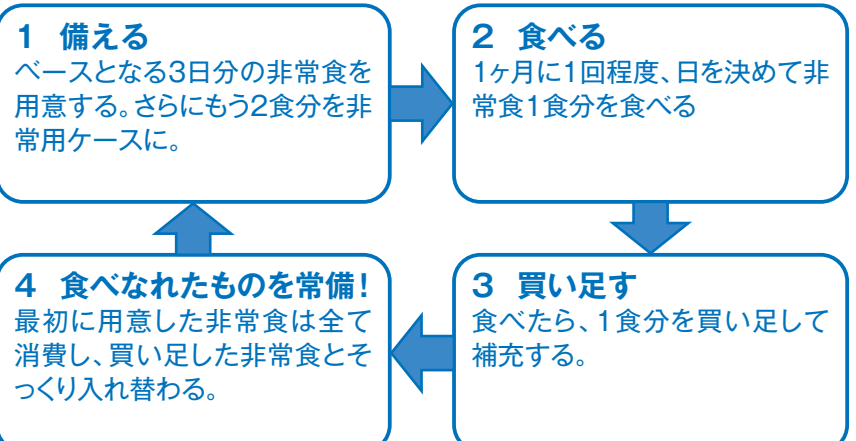 1 備える
ベースとなる3日分の非常食を
用意する。さらにもう2食分を非
常用ケースに。
2 食べる
1ヶ月に1回程度、日を決めて非
常食1食分を食べる
3 買い足す
食べたら、1食分を買い足して
補充する。
4 食べなれたものを常備!
最初に用意した非常食は全て
消費し、買い足した非常食とそ
っくり入れ替わる。